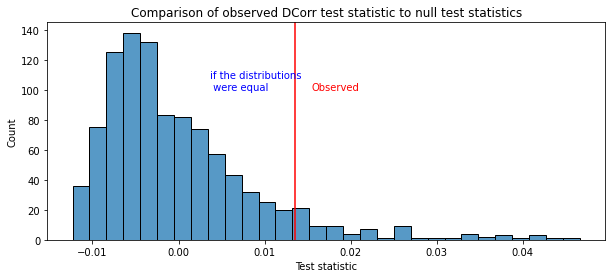 Comparison of observed DCorr test statistic to null test statistics
140
120
100
80
60
40
20
0
Count
if the distributions
were equal
Observed
−0.01
0.00
0.01
0.02
0.03
0.04
Test statistic